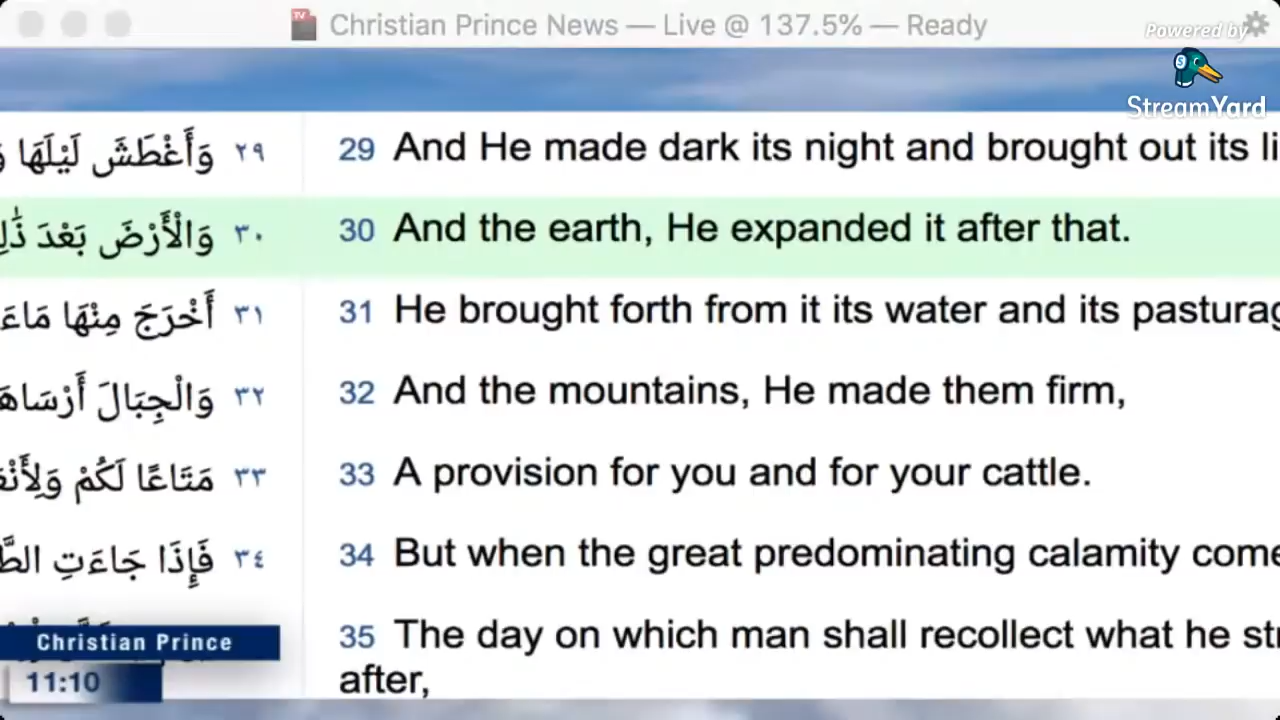 Christian Prince News — Live @ 137.5% — Ready
Powered by
StreamYard
وَأَغْطَشَ لَيْلَهَا ٢٩
29 And He made dark its night and brought out its li
وَالْأَرْضَ بَعْدَ ٣٠
30 And the earth, He expanded it after that.
أَخْرَجَ مِنْهَا ٣١
31 He brought forth from it its water and its pasturag
وَالْجِبَالَ ٣٢
32 And the mountains, He made them firm,
مَتَاعًا لَكُمْ ٣٣
33 A provision for you and for your cattle.
فَإِذَا جَاءَتِ ٣٤
34 But when the great predominating calamity come
35 The day on which man shall recollect what he st
after,
Christian Prince
11:10